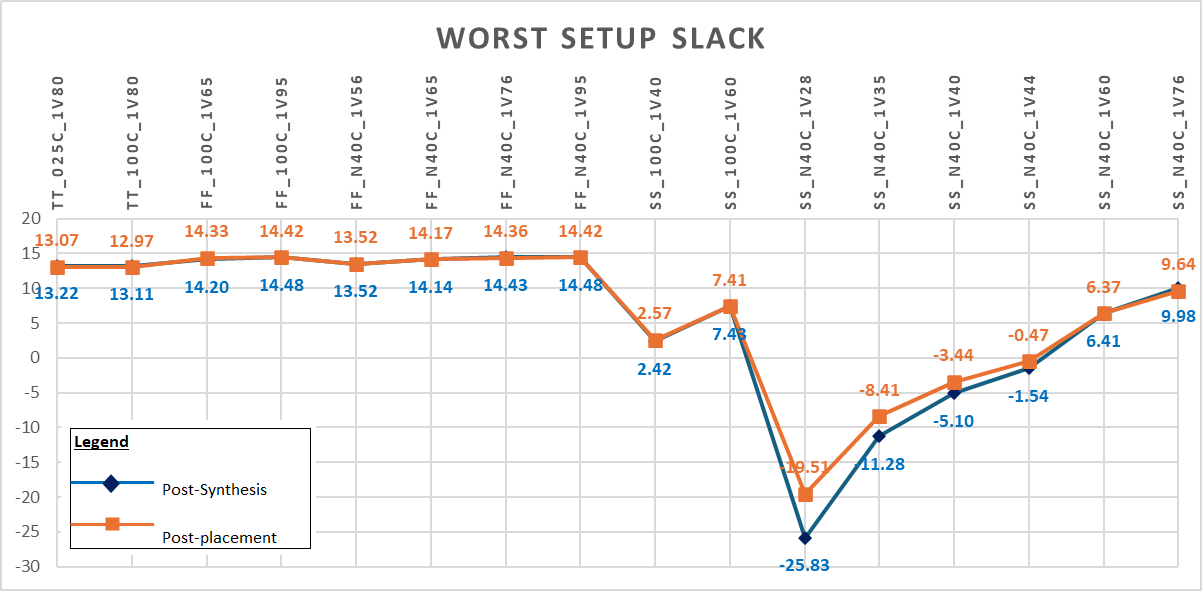 WORST SETUP SLACK
TT_025C_1V80
TT_100C_1V80
FF_100C_1V65
FF_100C_1V95
FF_N40C_1V56
FF_N40C_1V65
FF_N40C_1V76
FF_N40C_1V95
SS_100C_1V40
SS_100C_1V60
SS_N40C_1V28
SS_N40C_1V35
SS_N40C_1V40
SS_N40C_1V44
SS_N40C_1V60
SS_N40C_1V76
20
15
10
5
0
-5
-10
-15
-20
-25
-30
13.07
12.97
14.33
14.42
13.52
14.17
14.36
14.42
2.57
7.41
-19.51
-8.41
-3.44
-0.47
6.37
9.64
13.22
13.11
14.20
14.48
13.52
14.14
14.43
14.48
2.42
7.43
-25.83
-11.28
-5.10
-1.54
6.41
9.98
Legend
Post-Synthesis
Post-placement